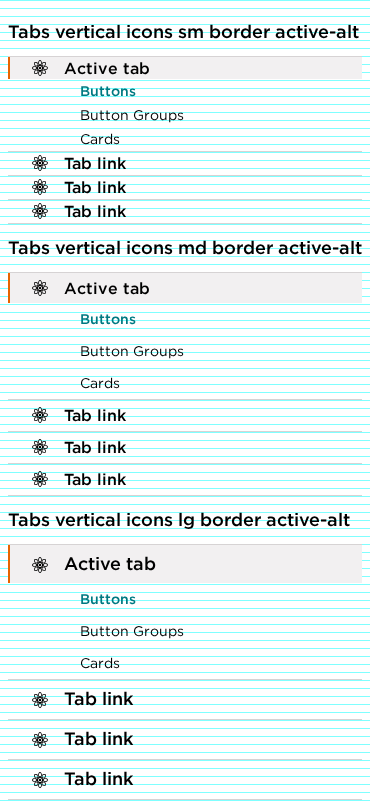 Tabs vertical icons sm border active-alt
Active tab
Buttons
Button Groups
Cards
Tab link
Tab link
Tab link
Tabs vertical icons md border active-alt
Active tab
Buttons
Button Groups
Cards
Tab link
Tab link
Tab link
Tabs vertical icons lg border active-alt
Active tab
Buttons
Button Groups
Cards
Tab link
Tab link
Tab link